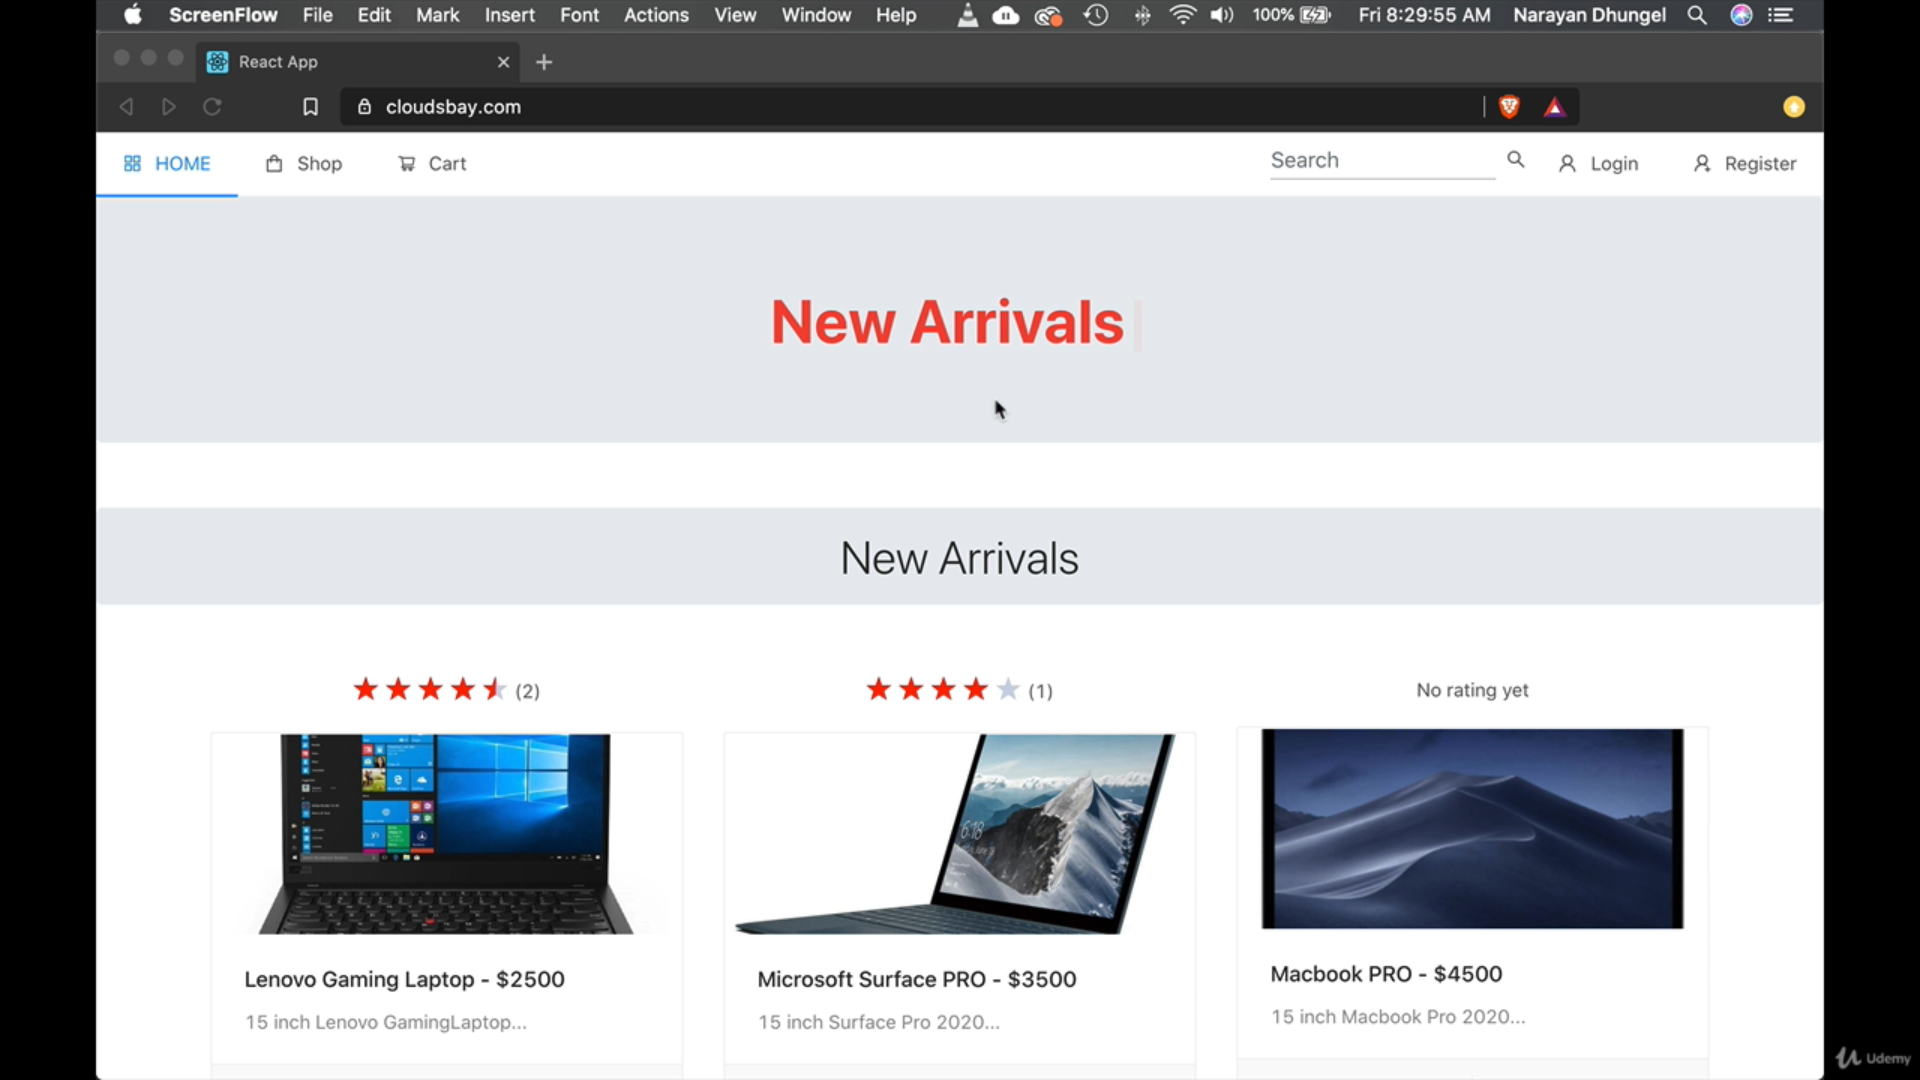 ScreenFlow File Edit Mark Insert Font Actions View Window Help 100% Fri 8:29:55 AM Narayan Dhungel
React App
cloudsbay.com
HOME Shop Cart Search Login Register
New Arrivals
New Arrivals
(2) (1) No rating yet
6:18
Lenovo Gaming Laptop - $2500 Microsoft Surface PRO - $3500 Macbook PRO - $4500
15 inch Lenovo GamingLaptop... 15 inch Surface Pro 2020... 15 inch Macbook Pro 2020...
Udemy